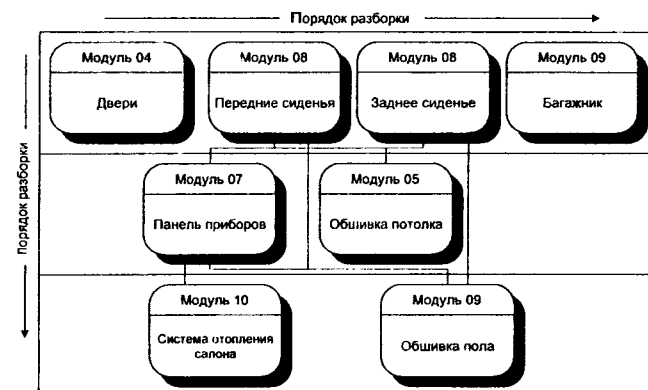 Порядок разборки
Модуль 04
Двери
Модуль 08
Передние сиденья
Модуль 08
Заднее сиденье
Модуль 09
Багажник
Порядок разборки
Модуль 07
Панель приборов
Модуль 05
Обшивка потолка
Модуль 10
Система отопления
салона
Модуль 09
Обшивка пола